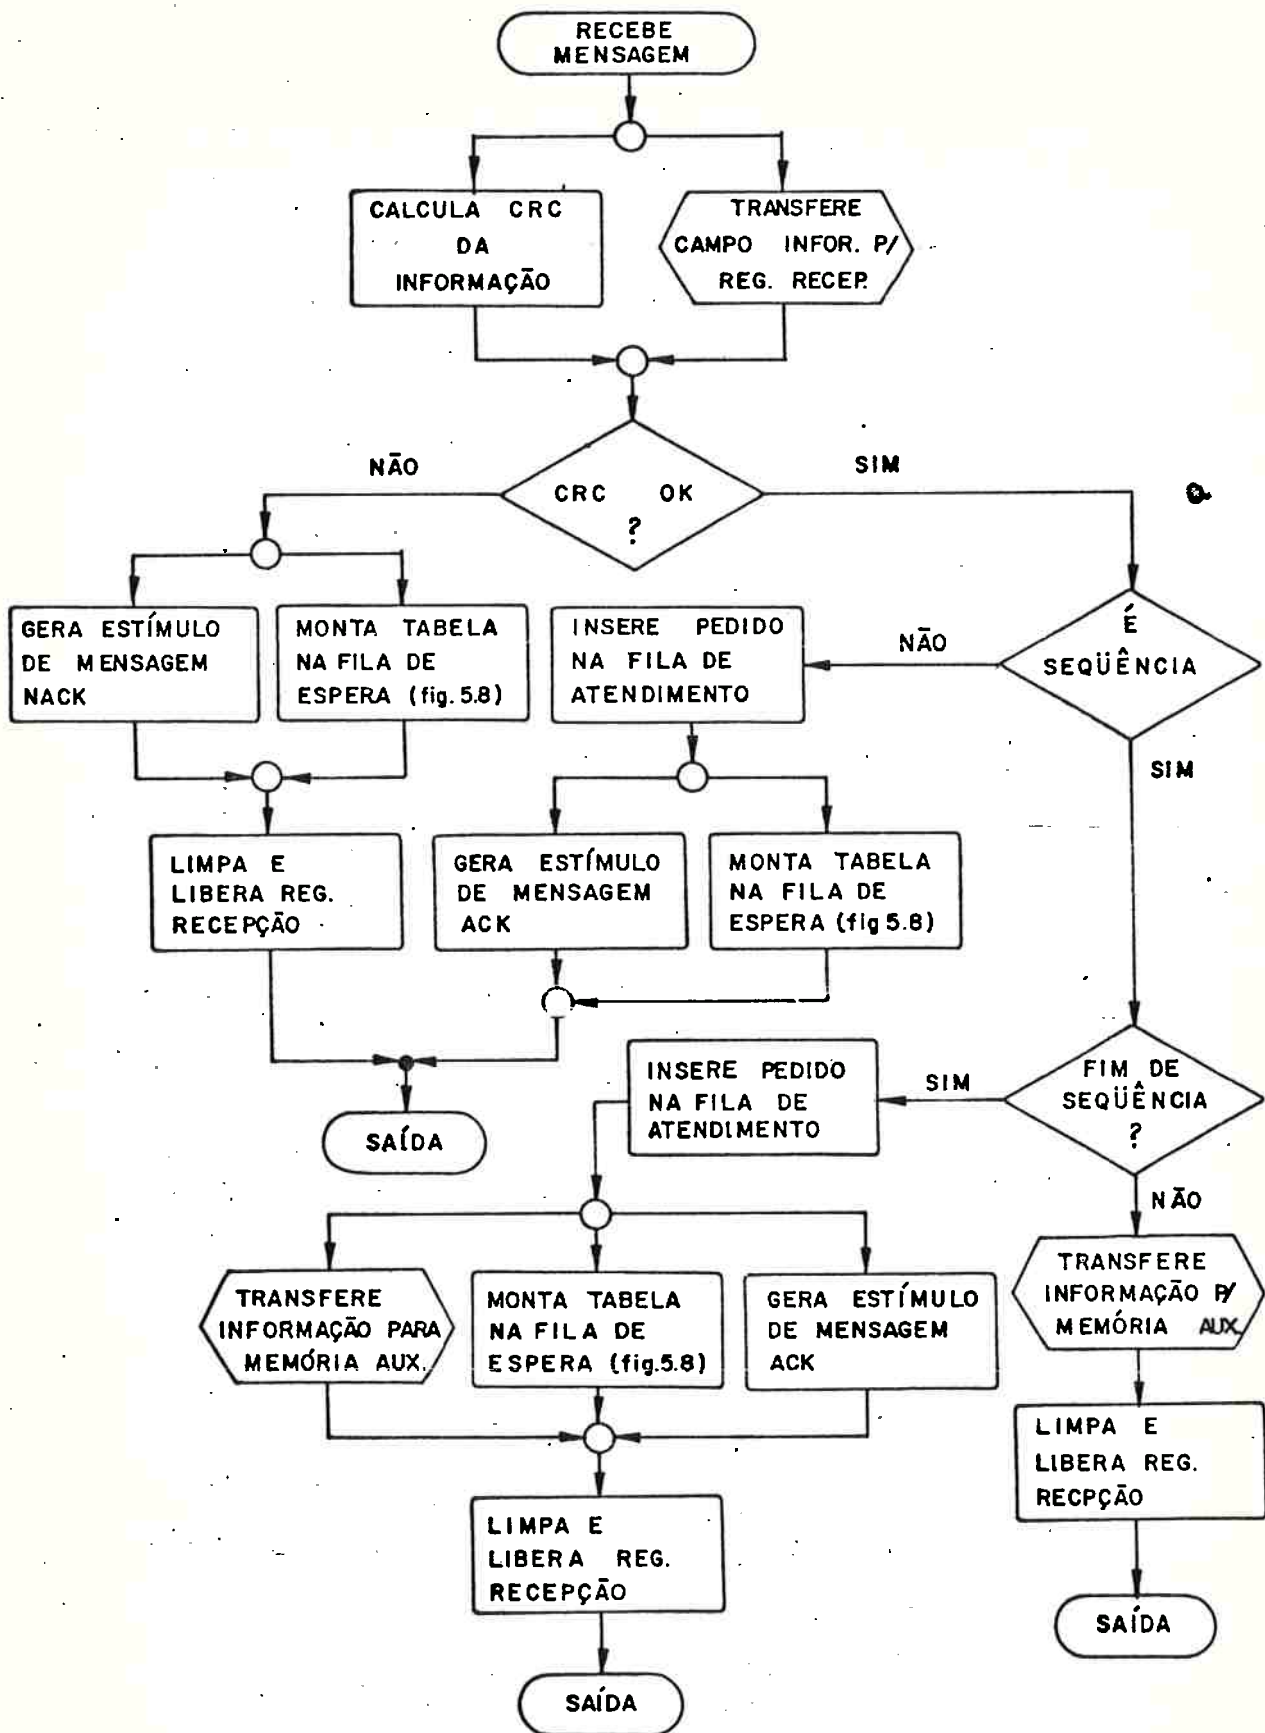 RECEBE
MENSAGEM
CALCULA CRC
DA
INFORMAÇÃO
TRANSFERE
CAMPO INFOR. P/
REG. RECEP.
CRC OK
?
NÃO
SIM
GERA ESTÍMULO
DE MENSAGEM
NACK
MONTA TABELA
NA FILA DE
ESPERA (fig. 5.8)
INSERE PEDIDO
NA FILA DE
ATENDIMENTO
NÃO
É
SEQÜÊNCIA
SIM
LIMPA E
LIBERA REG.
RECEPÇÃO
GERA ESTÍMULO
DE MENSAGEM
ACK
MONTA TABELA
NA FILA DE
ESPERA (fig 5.8)
SAÍDA
INSERE PEDIDO
NA FILA DE
ATENDIMENTO
SIM
FIM DE
SEQÜÊNCIA
?
NÃO
TRANSFERE
INFORMAÇÃO PARA
MEMÓRIA AUX.
MONTA TABELA
NA FILA DE
ESPERA (fig.5.8)
GERA ESTÍMULO
DE MENSAGEM
ACK
TRANSFERE
INFORMAÇÃO P/
MEMÓRIA AUX.
LIMPA E
LIBERA REG.
RECPÇÃO
LIMPA E
LIBERA REG.
RECEPÇÃO
SAÍDA
SAÍDA